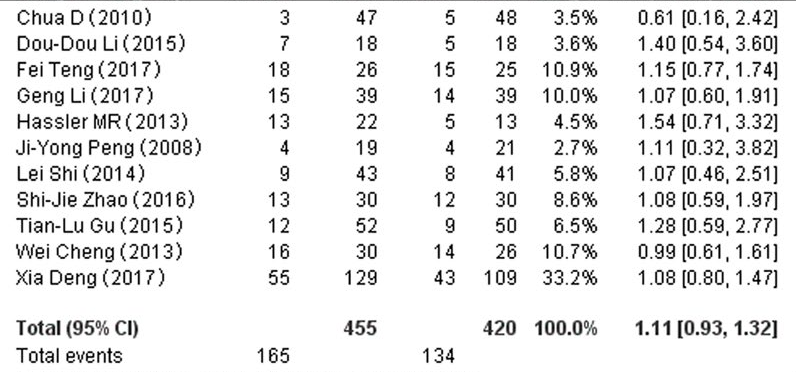 Chua D (2010) 3 47 5 48 3.5% 0.61 [0.16, 2.42]
Dou-Dou Li (2015) 7 18 5 18 3.6% 1.40 [0.54, 3.60]
Fei Teng (2017) 18 26 15 25 10.9% 1.15 [0.77, 1.74]
Geng Li (2017) 15 39 14 39 10.0% 1.07 [0.60, 1.91]
Hassler MR (2013) 13 22 5 13 4.5% 1.54 [0.71, 3.32]
Ji-Yong Peng (2008) 4 19 4 21 2.7% 1.11 [0.32, 3.82]
Lei Shi (2014) 9 43 8 41 5.8% 1.07 [0.46, 2.51]
Shi-Jie Zhao (2016) 13 30 12 30 8.6% 1.08 [0.59, 1.97]
Tian-Lu Gu (2015) 12 52 9 50 6.5% 1.28 [0.59, 2.77]
Wei Cheng (2013) 16 30 14 26 10.7% 0.99 [0.61, 1.61]
Xia Deng (2017) 55 129 43 109 33.2% 1.08 [0.80, 1.47]
Total (95% CI) 455 420 100.0% 1.11 [0.93, 1.32]
Total events 165 134